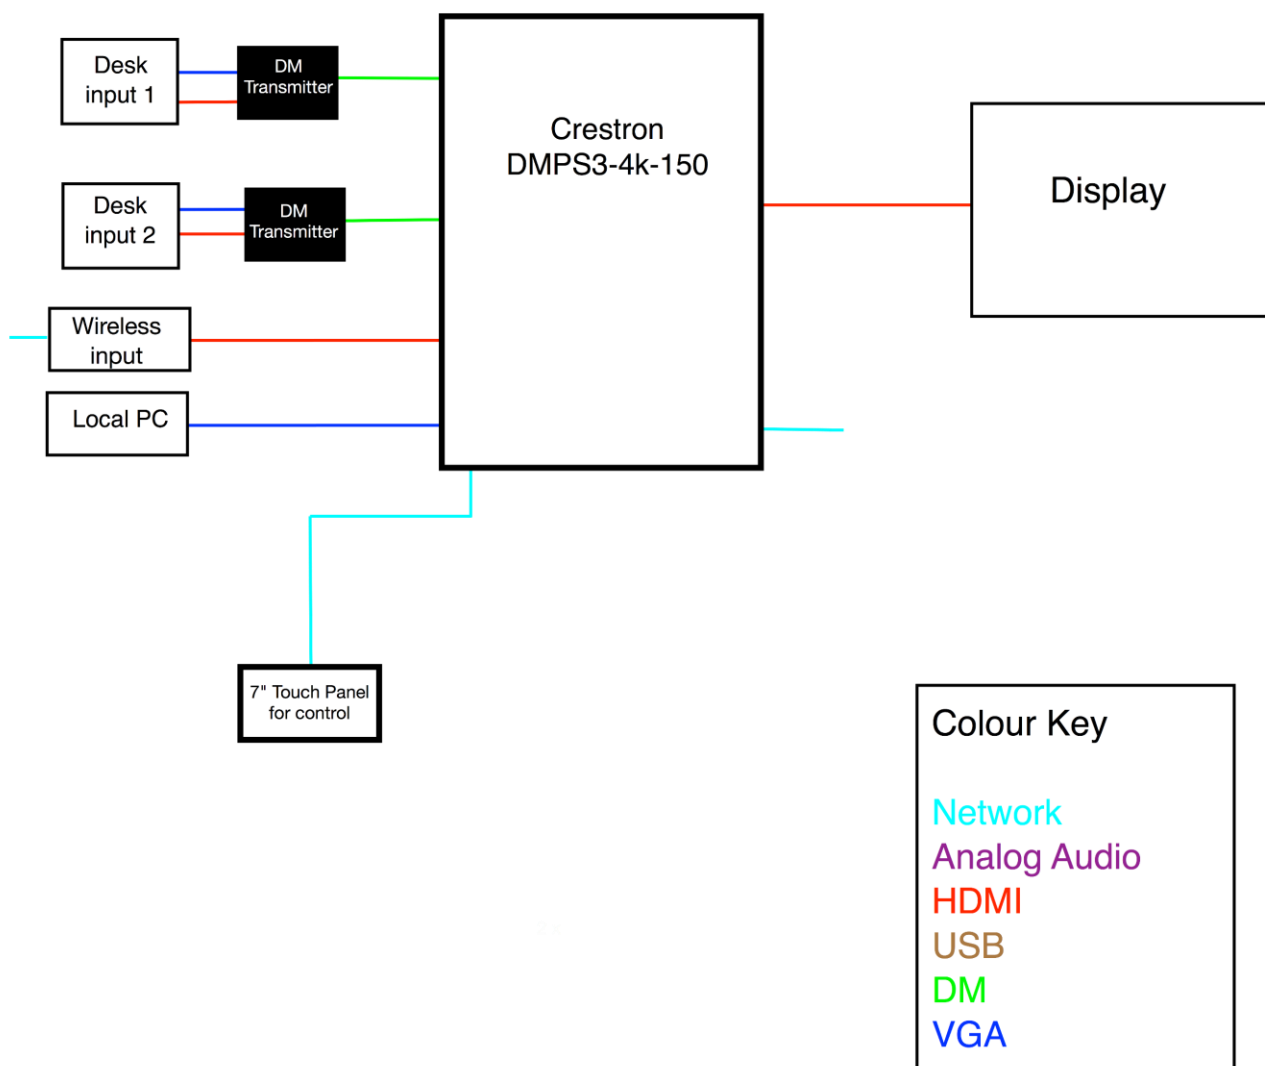 Desk
input 1
DM
Transmitter
Crestron
DMPS3-4k-150
Display
Desk
input 2
DM
Transmitter
Wireless
input
Local PC
7" Touch Panel
for control
Colour Key
Network
Analog Audio
HDMI
USB
DM
VGA